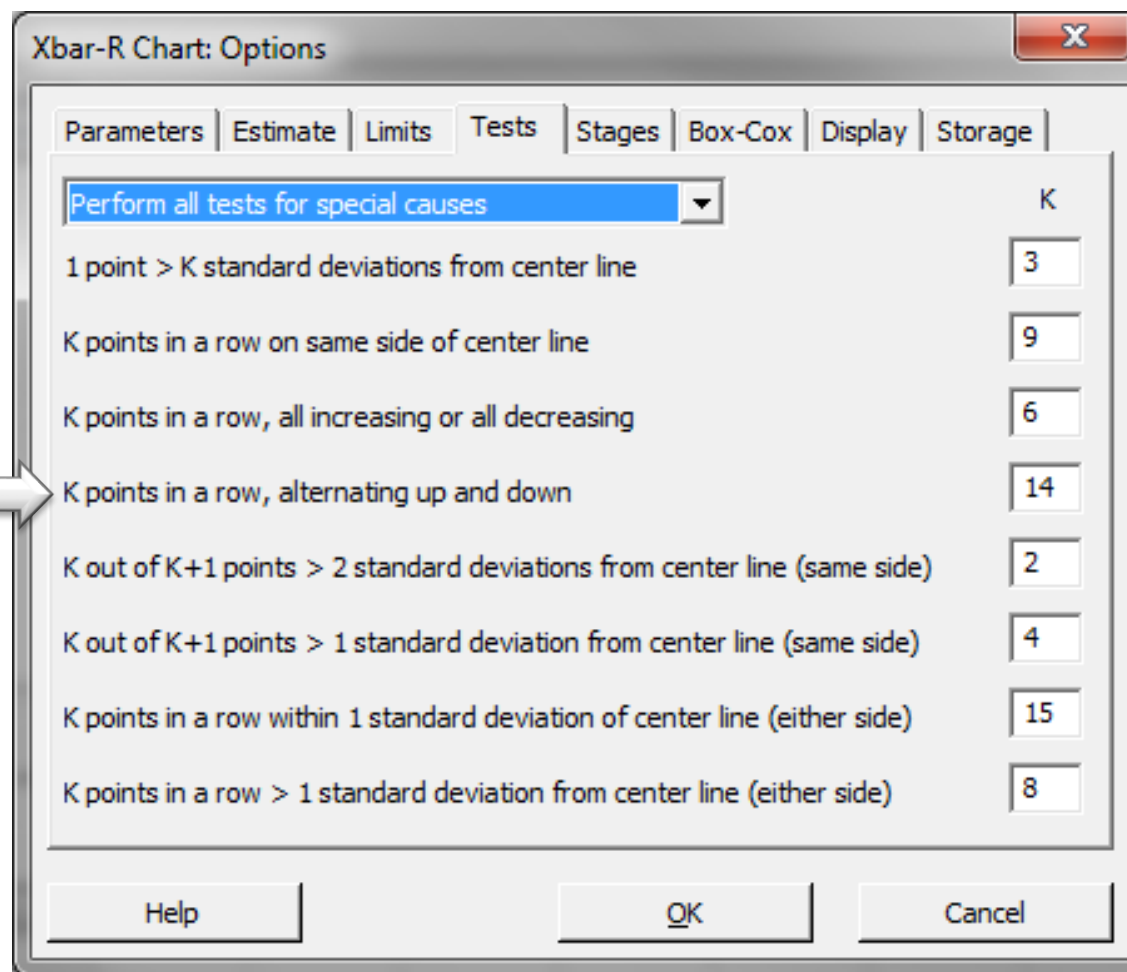 Xbar-R Chart: Options
Parameters Estimate Limits Tests Stages Box-Cox Display Storage
Perform all tests for special causes K
1 point > K standard deviations from center line 3
K points in a row on same side of center line 9
K points in a row, all increasing or all decreasing 6
K points in a row, alternating up and down 14
K out of K+1 points > 2 standard deviations from center line (same side) 2
K out of K+1 points > 1 standard deviation from center line (same side) 4
K points in a row within 1 standard deviation of center line (either side) 15
K points in a row > 1 standard deviation from center line (either side) 8
Help OK Cancel